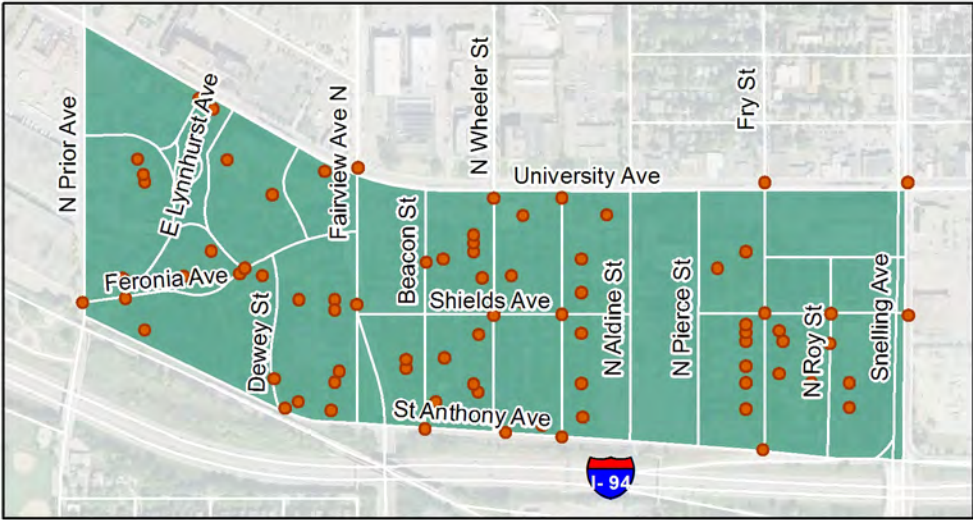 N Prior Ave
E Lynnhurst Ave
Fairview Ave N
N Wheeler St
Fry St
University Ave
Beacon St
Feronia Ave
Shields Ave
Dewey St
N Aldine St
N Pierce St
N Roy St
Snelling Ave
St Anthony Ave
I- 94